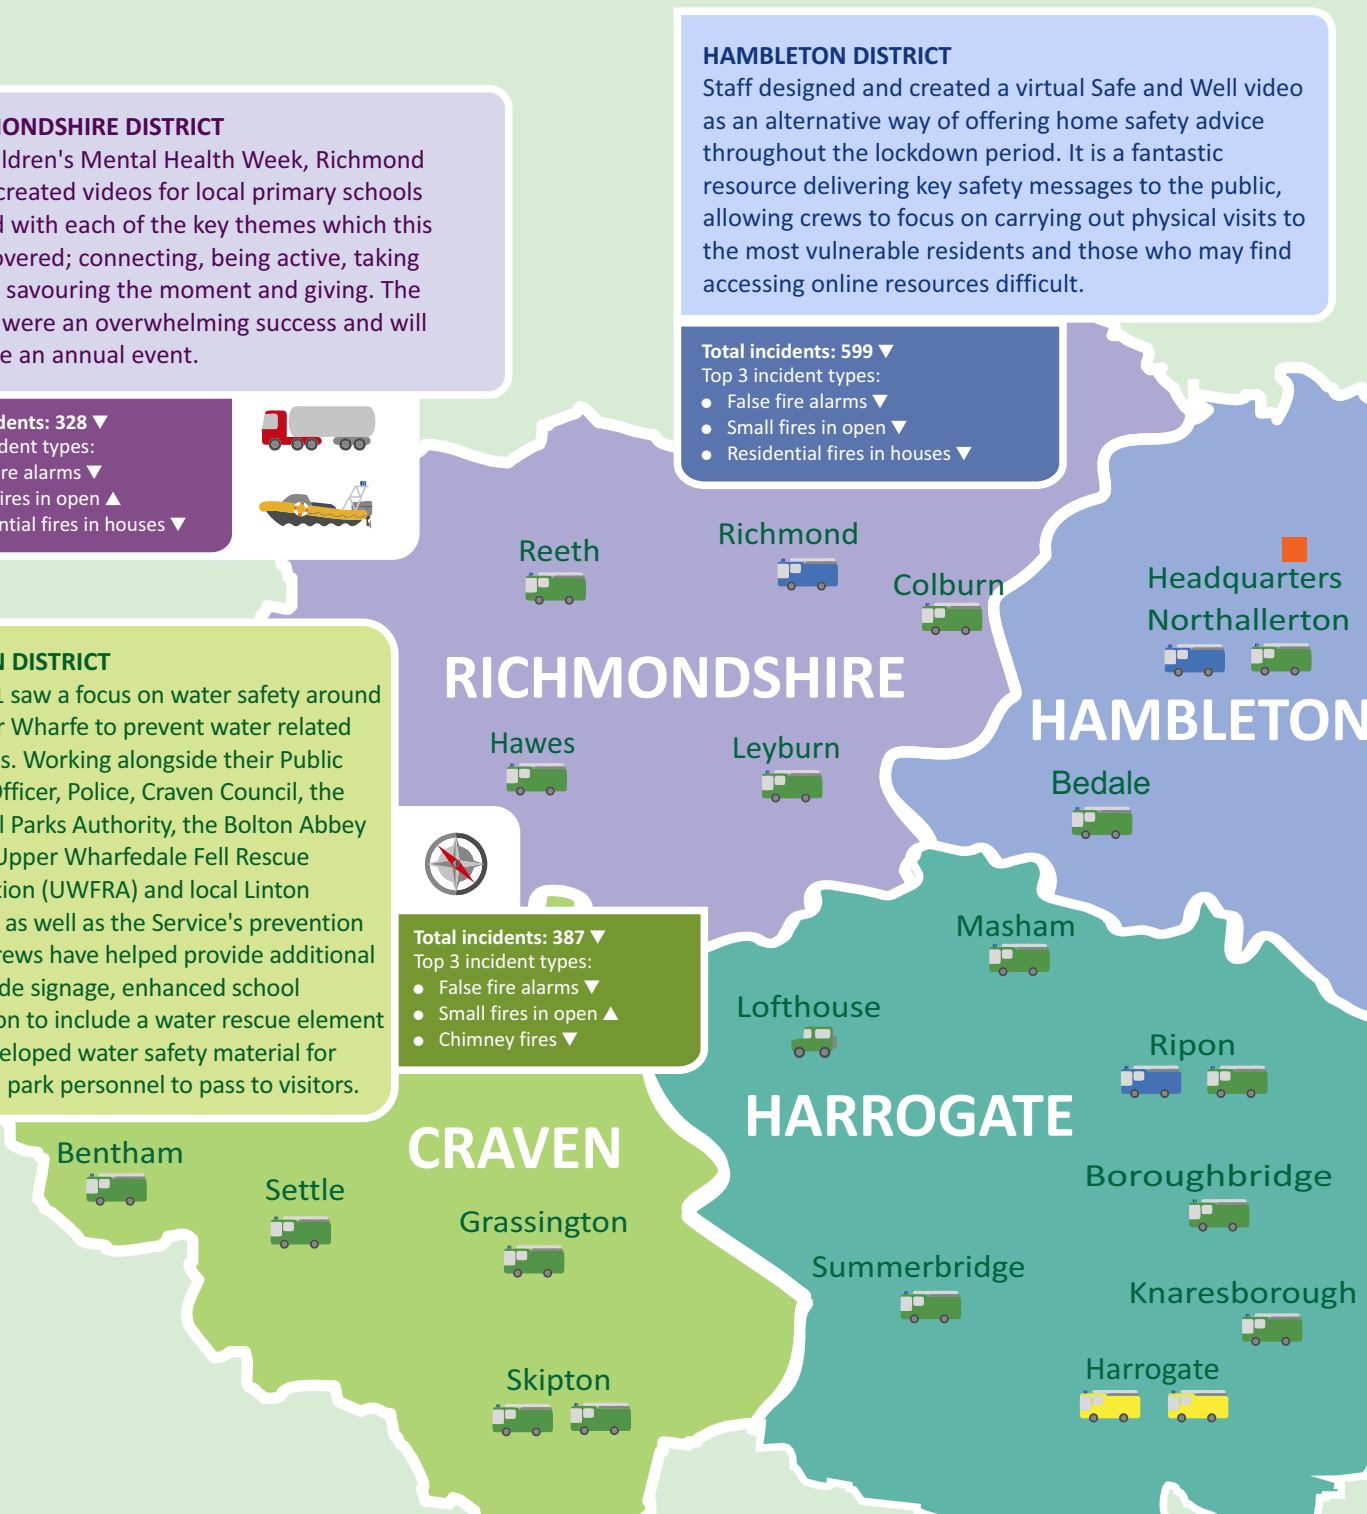 HAMBLETON DISTRICT
Staff designed and created a virtual Safe and Well video
as an alternative way of offering home safety advice
throughout the lockdown period. It is a fantastic
resource delivering key safety messages to the public,
allowing crews to focus on carrying out physical visits to
the most vulnerable residents and those who may find
accessing online resources difficult.
Total incidents: 599 ▼
Top 3 incident types:
● False fire alarms ▼
● Small fires in open ▼
● Residential fires in houses ▼
MONDSHIRE DISTRICT
ldren's Mental Health Week, Richmond
created videos for local primary schools
d with each of the key themes which this
overed; connecting, being active, taking
savouring the moment and giving. The
were an overwhelming success and will
e an annual event.
idents: 328 ▼
ident types:
ire alarms ▼
fires in open ▲
ential fires in houses ▼
Reeth
Richmond
Colburn
RICHMONDSHIRE
Hawes
Leyburn
Headquarters
Northallerton
HAMBLETON
Bedale
N DISTRICT
1 saw a focus on water safety around
r Wharfe to prevent water related
s. Working alongside their Public
Officer, Police, Craven Council, the
l Parks Authority, the Bolton Abbey
Upper Wharfedale Fell Rescue
tion (UWFRA) and local Linton
as well as the Service's prevention
rews have helped provide additional
de signage, enhanced school
on to include a water rescue element
eloped water safety material for
park personnel to pass to visitors.
Total incidents: 387 ▼
Top 3 incident types:
● False fire alarms ▼
● Small fires in open ▲
● Chimney fires ▼
Masham
Lofthouse
Ripon
HARROGATE
Boroughbridge
Summerbridge
Knaresborough
Harrogate
CRAVEN
Bentham
Settle
Grassington
Skipton